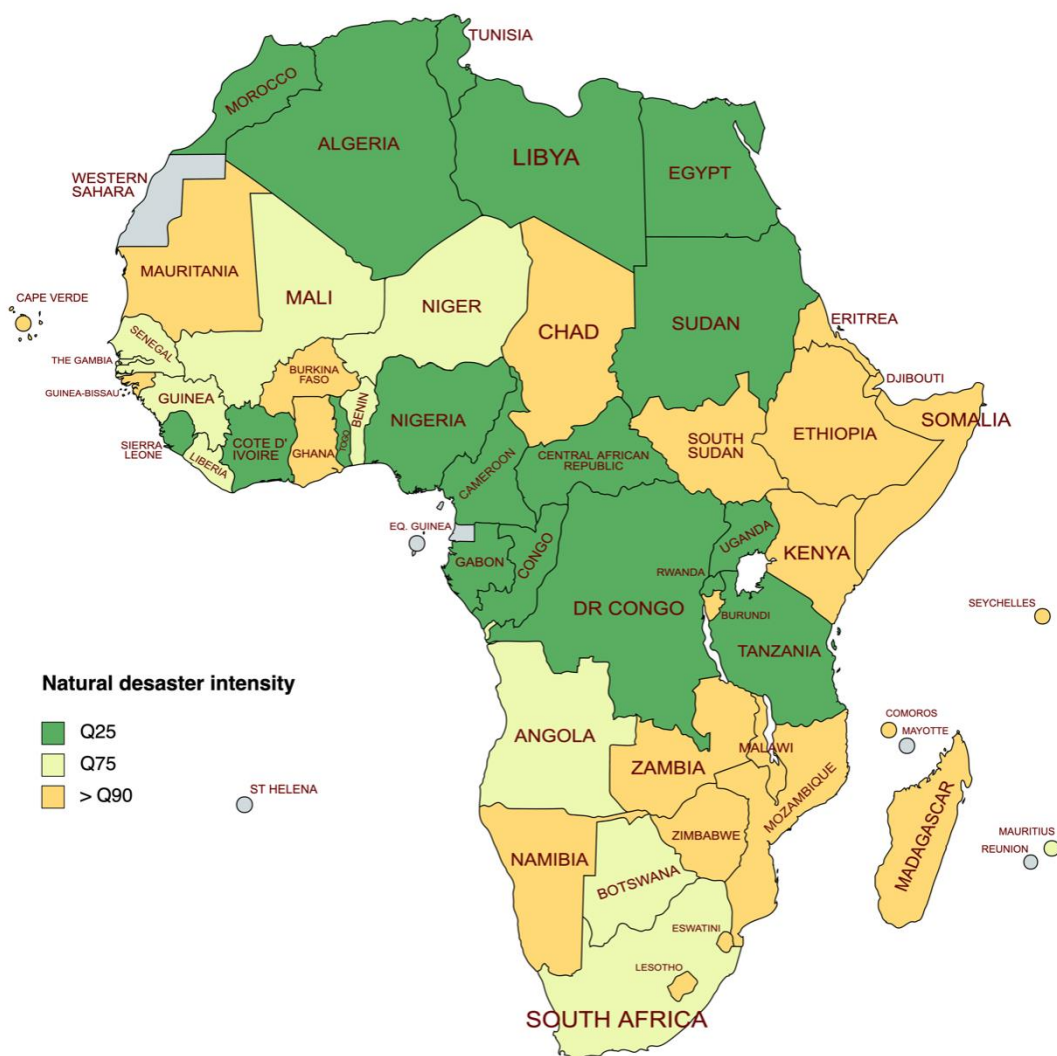 TUNISIA
MOROCCO
ALGERIA
LIBYA
EGYPT
WESTERN
SAHARA
MAURITANIA
MALI
NIGER
CHAD
SUDAN
ERITREA
CAPE VERDE
SENEGAL
THE GAMBIA
GUINEA-BISSAU
GUINEA
BURKINA
FASO
BENIN
NIGERIA
DJIBOUTI
SOMALIA
ETHIOPIA
SOUTH
SUDAN
SIERRA
LEONE
LIBERIA
COTE D'
IVOIRE
GHANA
TOGO
CAMEROON
CENTRAL AFRICAN
REPUBLIC
EQ. GUINEA
GABON
CONGO
UGANDA
KENYA
RWANDA
DR CONGO
BURUNDI
SEYCHELLES
TANZANIA
Natural desaster intensity
Q25
Q75
> Q90
ANGOLA
COMOROS
MAYOTTE
MALAWI
ZAMBIA
MOZAMBIQUE
ST HELENA
MADAGASCAR
MAURITIUS
REUNION
ZIMBABWE
NAMIBIA
BOTSWANA
ESWATINI
LESOTHO
SOUTH AFRICA